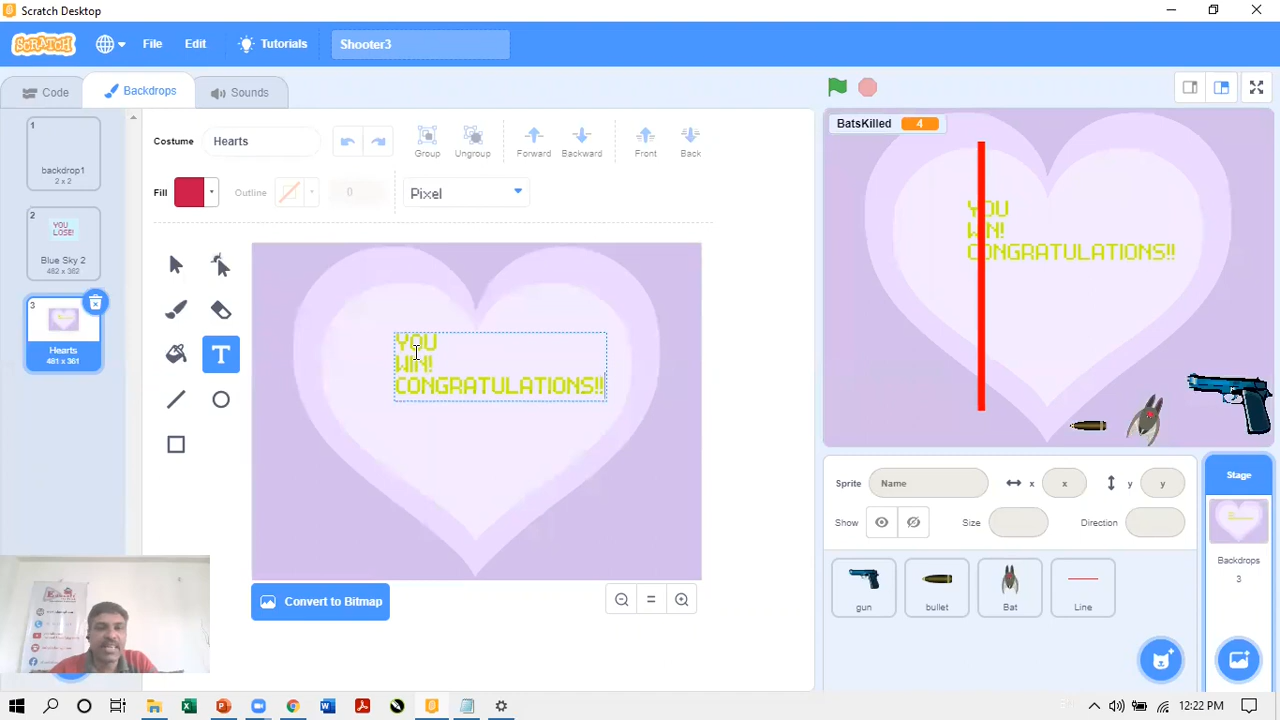 Scratch Desktop
SCRATCH File Edit Tutorials Shooter3
Code Backdrops Sounds
1
backdrop1
2 x 2
2
YOU
LOSE!
Blue Sky 2
482 x 362
3
Hearts
481 x 361
Costume Hearts
Group Ungroup Forward Backward Front Back
Fill Outline 0 Pixel
T
YOU
WIN!
CONGRATULATIONS!!
Convert to Bitmap
BatsKilled 4
YOU
WIN!
CONGRATULATIONS!!
Sprite Name x x y y
Show Size Direction
gun bullet Bat Line
Stage
Backdrops
3
12:22 PM